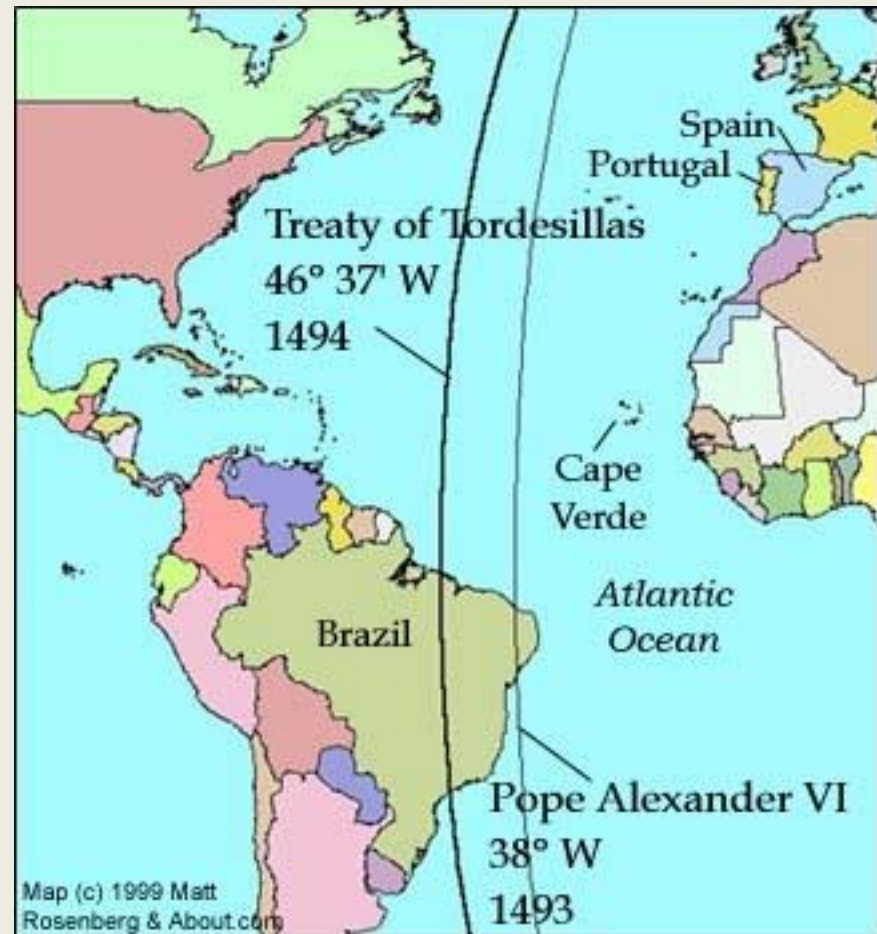 Spain
Portugal
Treaty of Tordesillas
46° 37' W
1494
Cape
Verde
Atlantic
Ocean
Brazil
Pope Alexander VI
38° W
1493
Map (c) 1999 Matt
Rosenberg & About.com